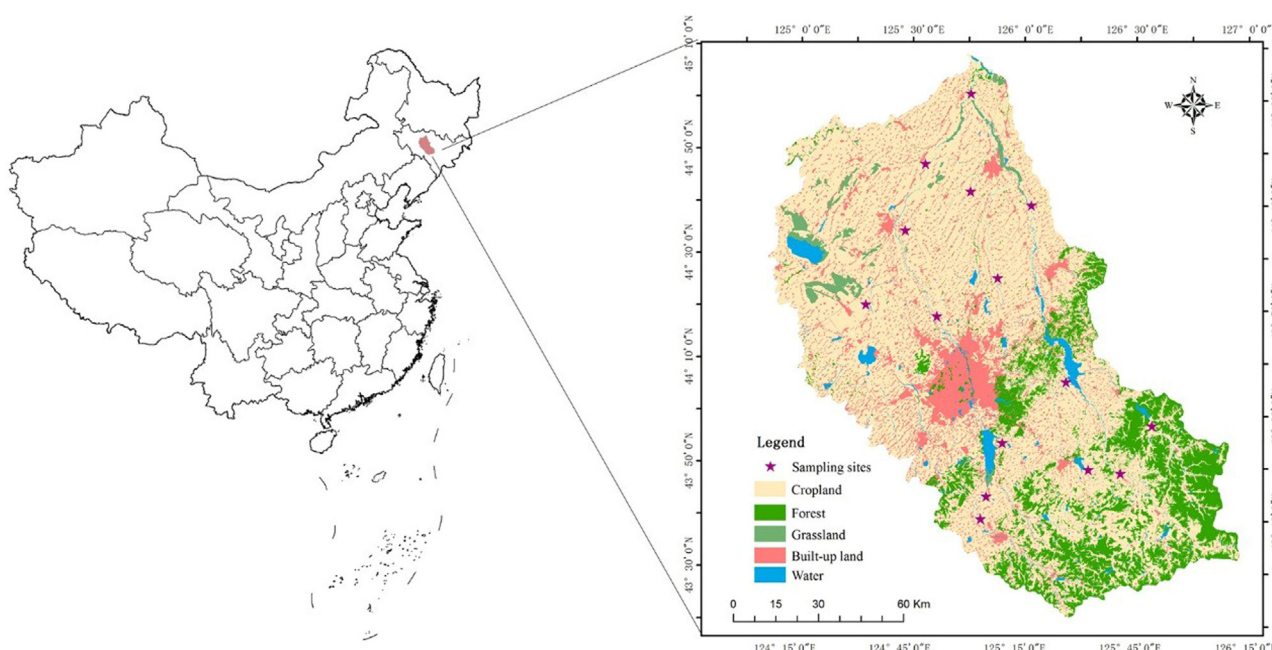 125° 0′0″E 125° 30′0″E 126° 0′0″E 126° 30′0″E 127° 0′0″E
45° 10′0″N
N
W E
S
44° 50′0″N
44° 30′0″N
44° 10′0″N
43° 50′0″N
43° 30′0″N
Legend
Sampling sites
Cropland
Forest
Grassland
Built-up land
Water
0 15 30 60 Km
124° 15′0″E 124° 45′0″E 125° 15′0″E 125° 45′0″E 126° 15′0″E